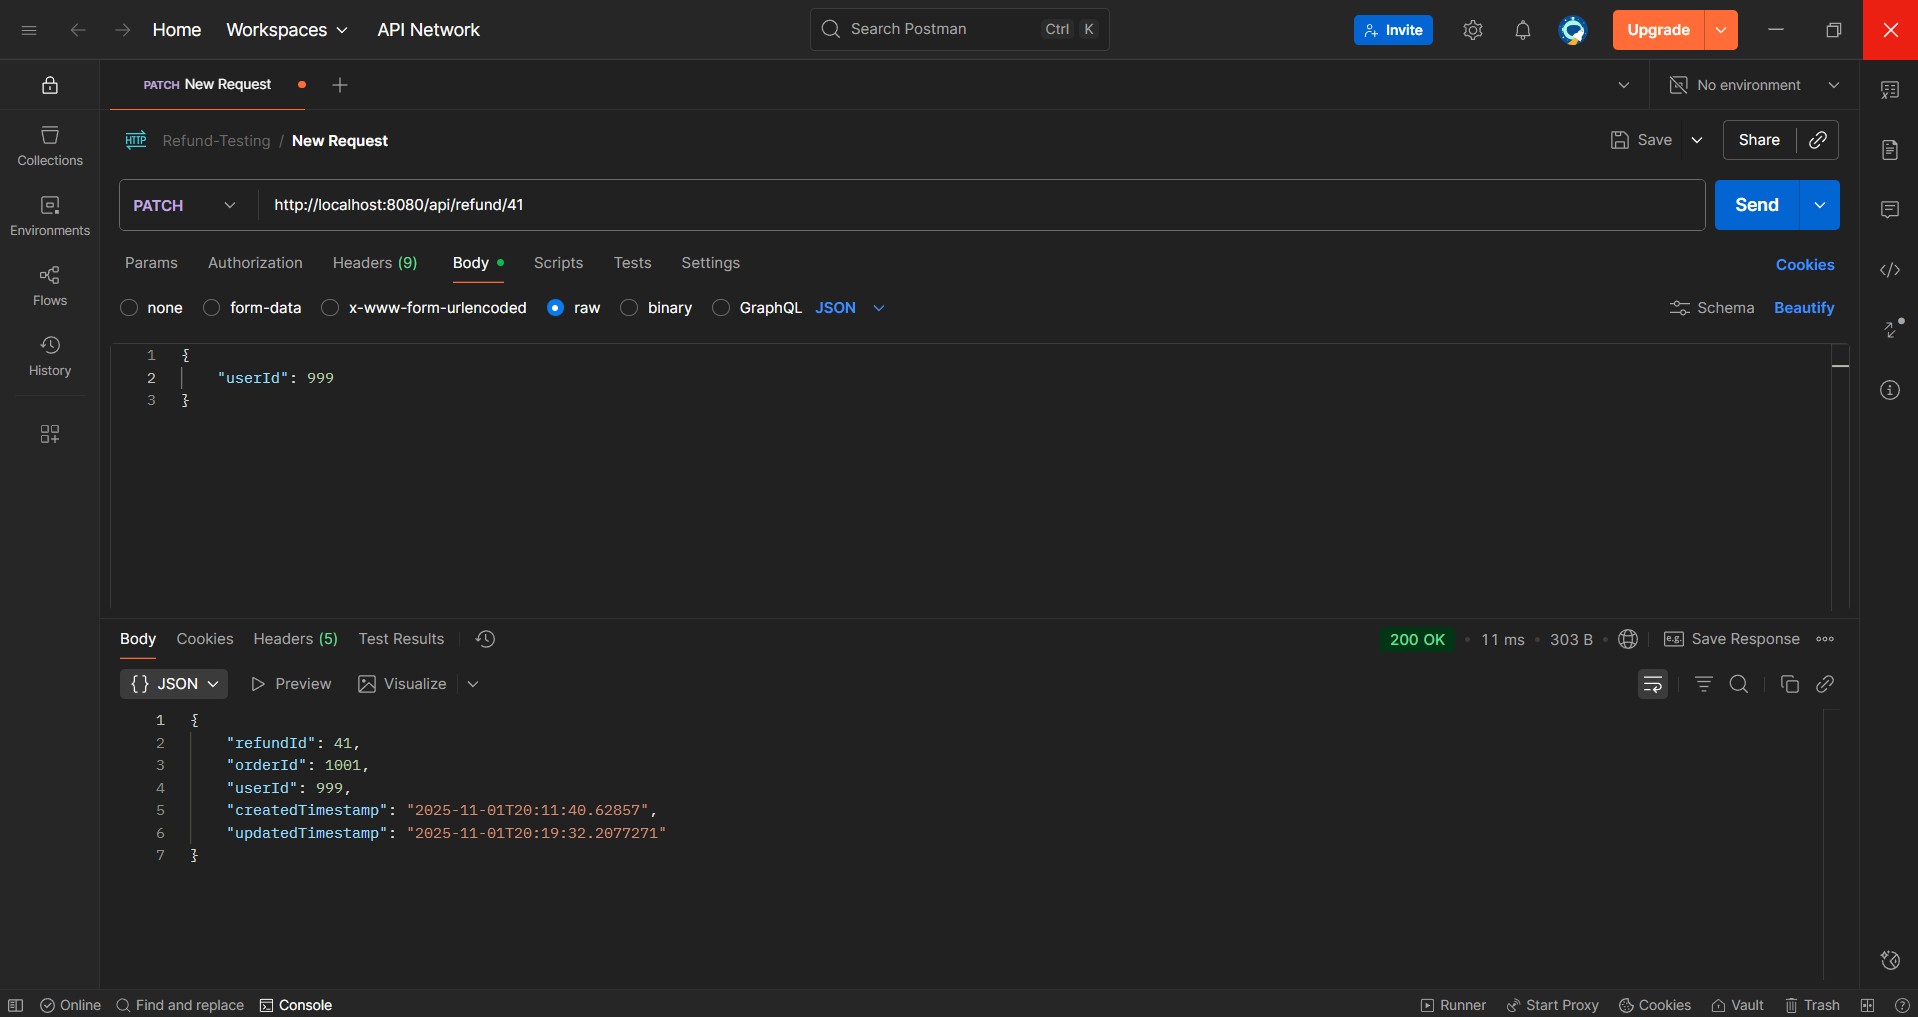 Home Workspaces API Network Search Postman Ctrl K Invite Upgrade
PATCH New Request No environment
HTTP Refund-Testing / New Request Save Share
Collections
PATCH http://localhost:8080/api/refund/41 Send
Environments
Params Authorization Headers (9) Body Scripts Tests Settings Cookies
Flows
none form-data x-www-form-urlencoded raw binary GraphQL JSON Schema Beautify
History
1 {
2 "userId": 999
3 }
Body Cookies Headers (5) Test Results 200 OK • 11 ms • 303 B e.g. Save Response
{} JSON Preview Visualize
1 {
2 "refundId": 41,
3 "orderId": 1001,
4 "userId": 999,
5 "createdTimestamp": "2025-11-01T20:11:40.62857",
6 "updatedTimestamp": "2025-11-01T20:19:32.2077271"
7 }
Online Find and replace Console Runner Start Proxy Cookies Vault Trash